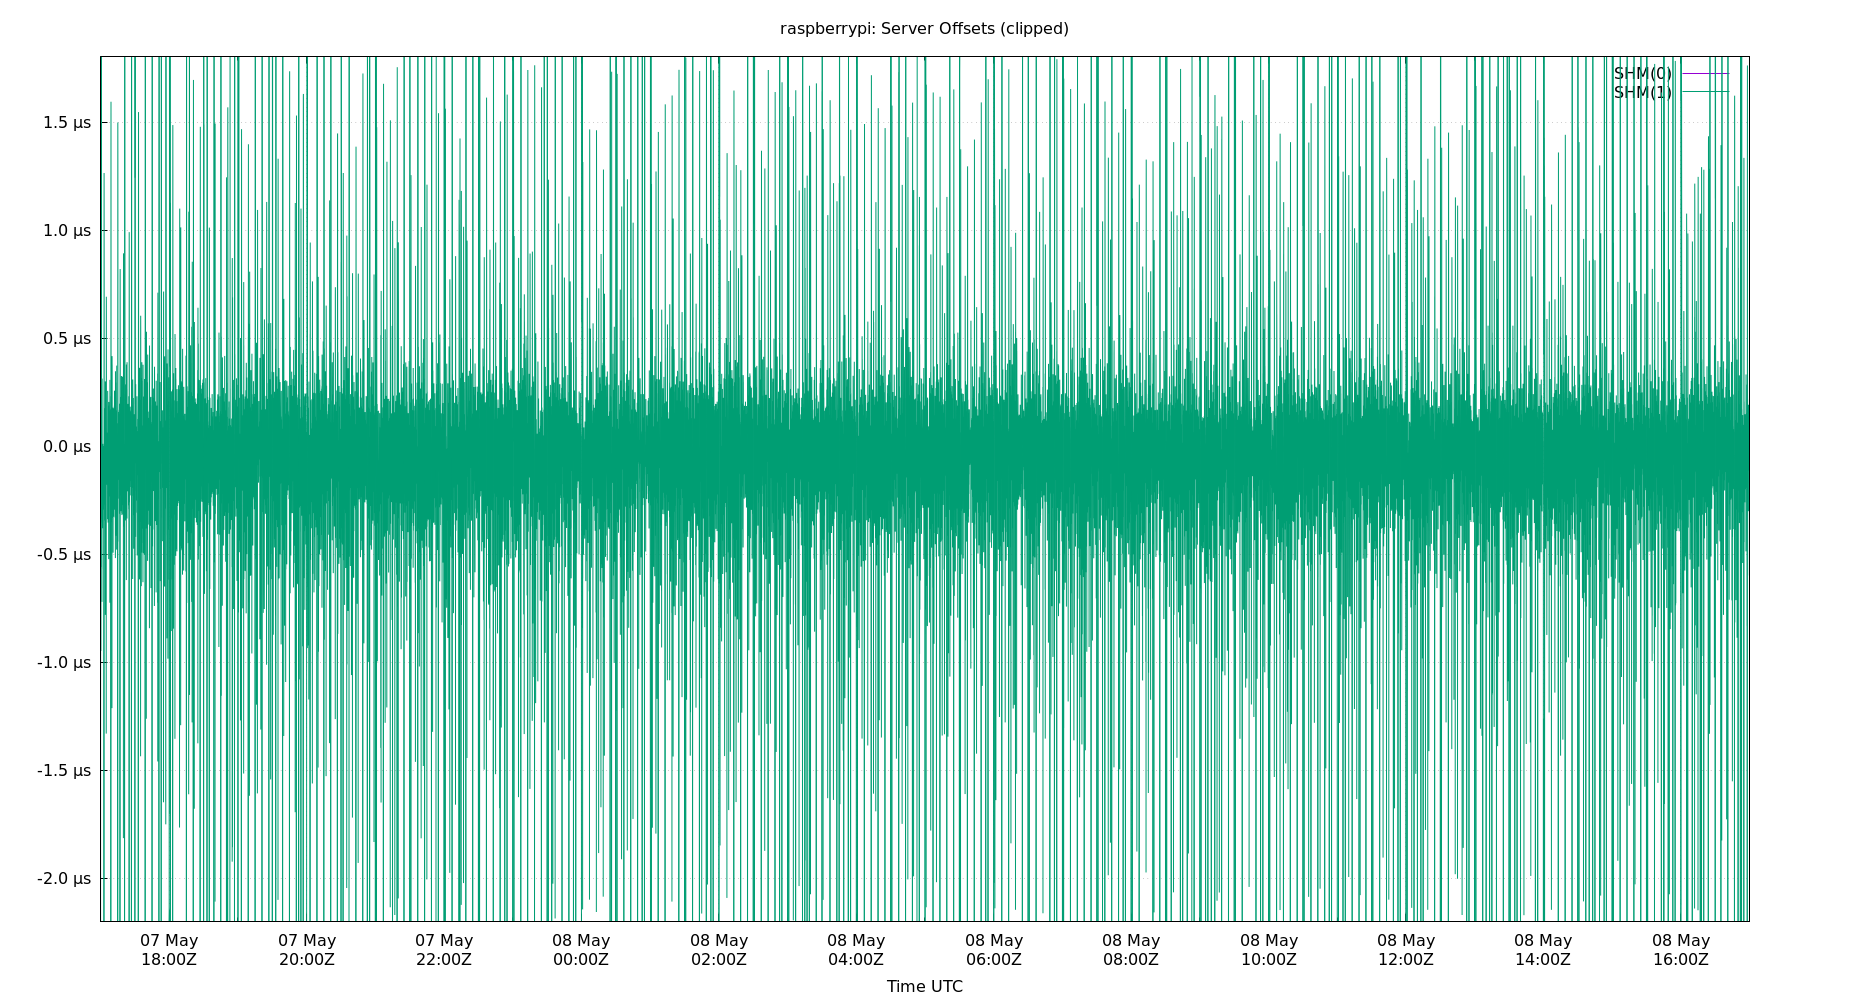 raspberrypi: Server Offsets (clipped)
SHM(0)
SHM(1)
1.5 µs
1.0 µs
0.5 µs
0.0 µs
-0.5 µs
-1.0 µs
-1.5 µs
-2.0 µs
07 May 07 May 07 May 08 May 08 May 08 May 08 May 08 May 08 May 08 May 08 May 08 May
18:00Z 20:00Z 22:00Z 00:00Z 02:00Z 04:00Z 06:00Z 08:00Z 10:00Z 12:00Z 14:00Z 16:00Z
Time UTC